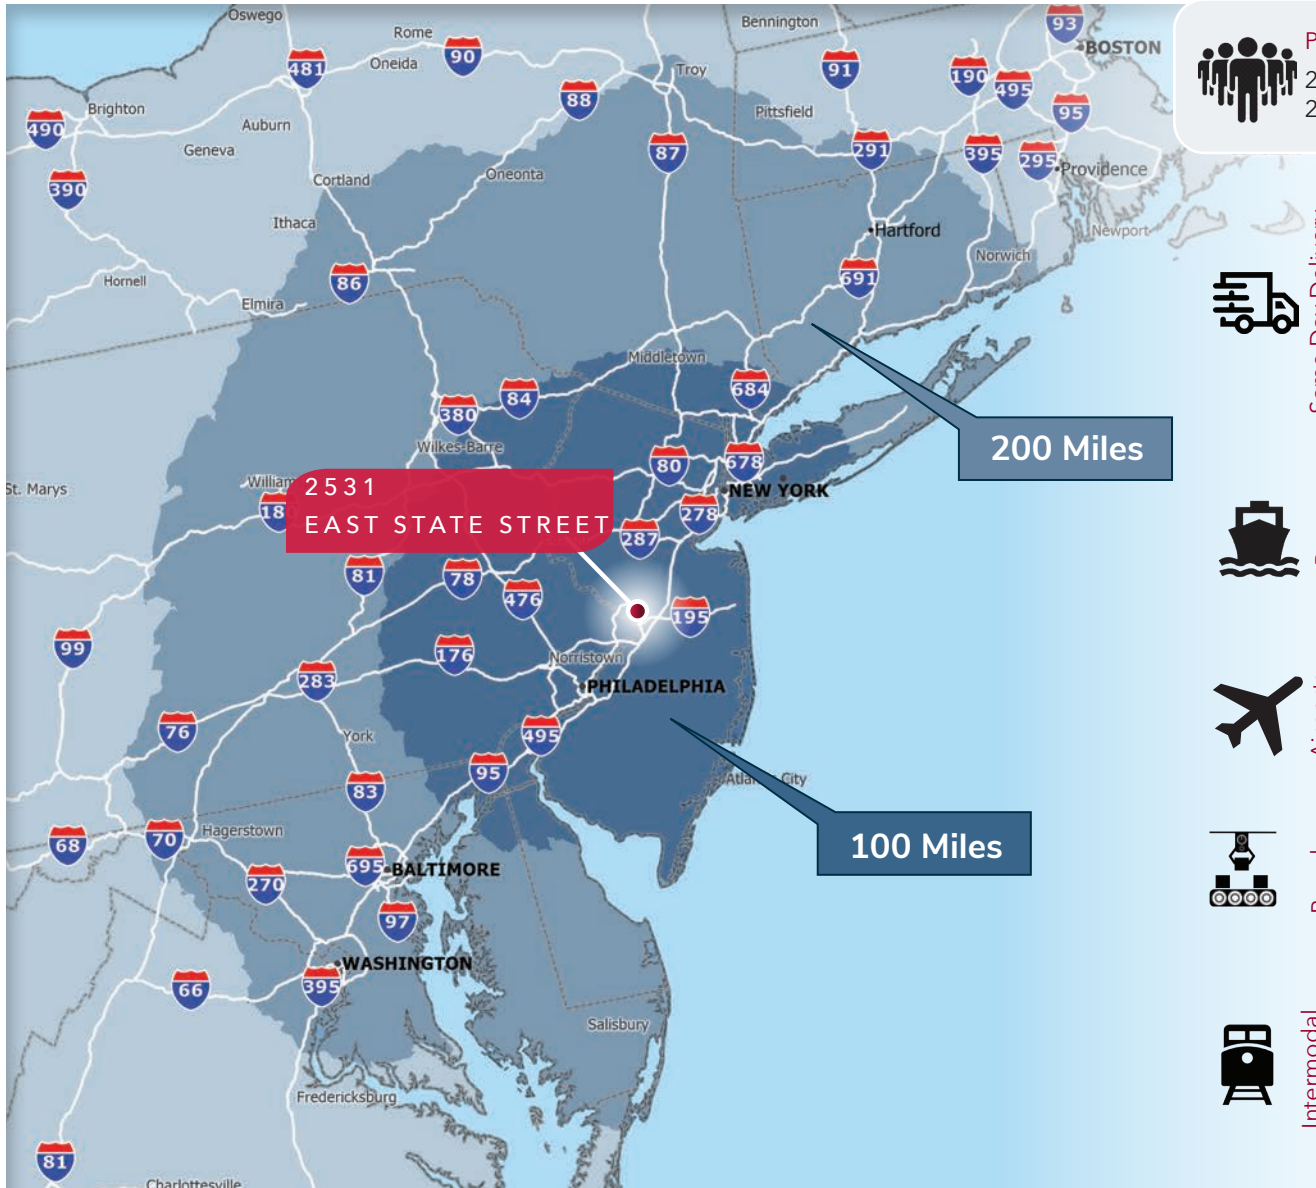 Oswego
Rome
Bennington
93
BOSTON
90
481
Oneida
Troy
91
190
495
88
Brighton
490
Auburn
Pittsfield
95
Geneva
87
291
395
295
Providence
390
Cortland
Oneonta
Ithaca
Hartford
Newport
Norwich
691
Hornell
86
Elmira
Middletown
684
84
380
Wilkes-Barre
80
678
200 Miles
St. Marys
2531
EAST STATE STREET
NEW YORK
278
287
81
78
476
195
99
176
Norristown
283
PHILADELPHIA
76
York
495
95
Atlantic City
83
68
70
Hagerstown
695
BALTIMORE
100 Miles
270
97
WASHINGTON
66
395
Salisbury
Fredericksburg
81
Charlottesville
Intermodal